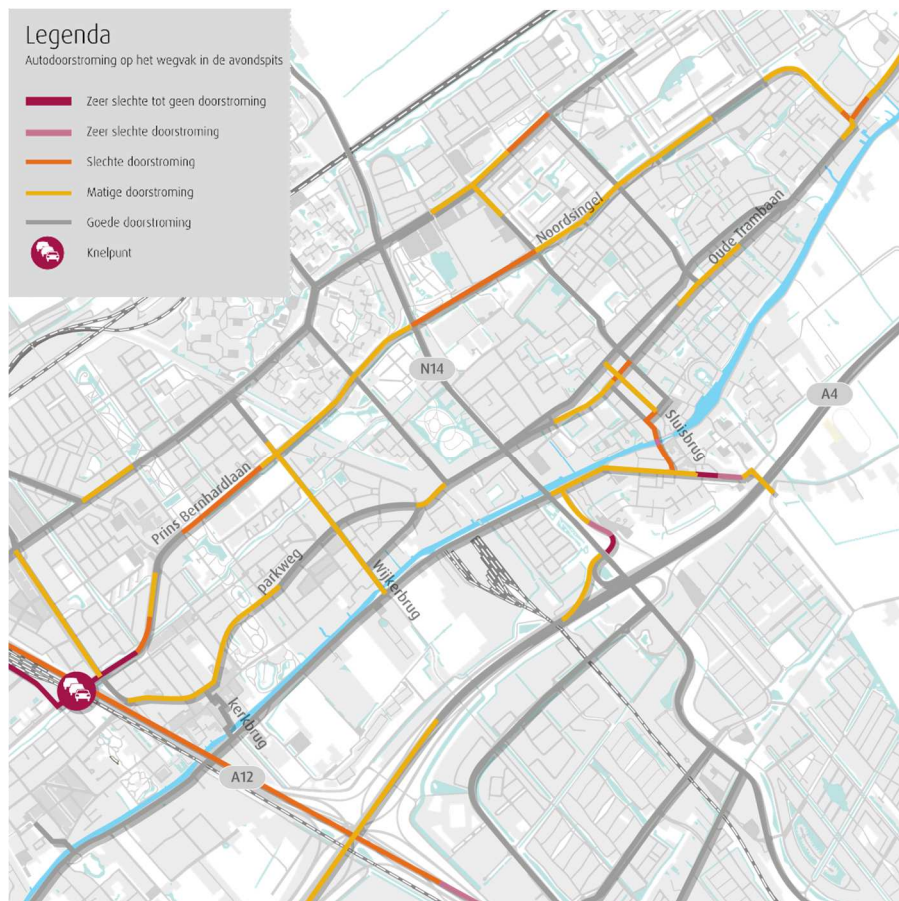 Legenda
Autodoorstroming op het wegvak in de avondspits
Zeer slechte tot geen doorstroming
Zeer slechte doorstroming
Slechte doorstroming
Matige doorstroming
Goede doorstroming
Knelpunt
Noordsingel
Oude Trambaan
N14
A4
Sluisbrug
Prins Bernhardlaan
parkweg
Wijkerbrug
kerkbrug
A12